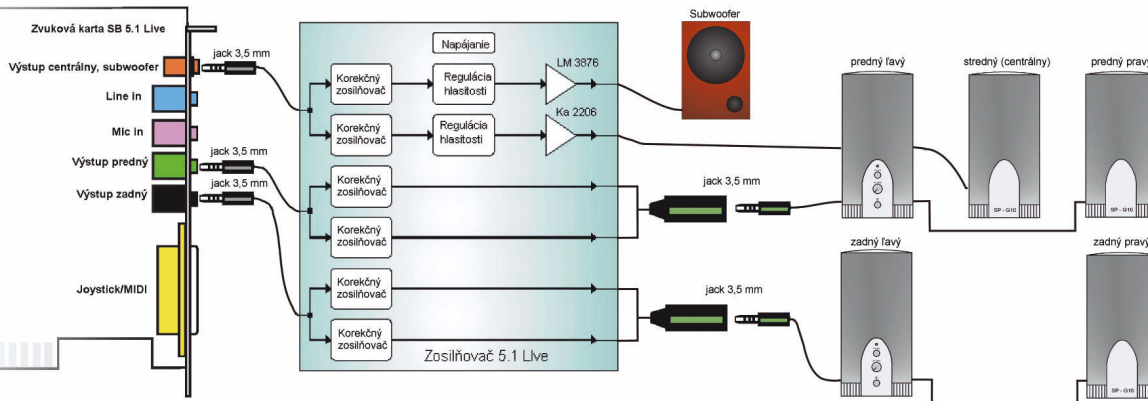 Zvuková karta SB 5.1 Live
jack 3,5 mm
Výstup centrálny, subwoofer
Line in
Mic in
Výstup predný
jack 3,5 mm
Výstup zadný
jack 3,5 mm
Joystick/MIDI
Napájanie
Korekčný
zosilňovač
Regulácia
hlasitosti
LM 3876
Korekčný
zosilňovač
Regulácia
hlasitosti
Ka 2206
Korekčný
zosilňovač
Korekčný
zosilňovač
Korekčný
zosilňovač
Korekčný
zosilňovač
Zosilňovač 5.1 Live
Subwoofer
jack 3,5 mm
jack 3,5 mm
predný ľavý
stredný (centrálny)
predný pravý
SP - G10
SP - G10
zadný ľavý
zadný pravý
SP - G10